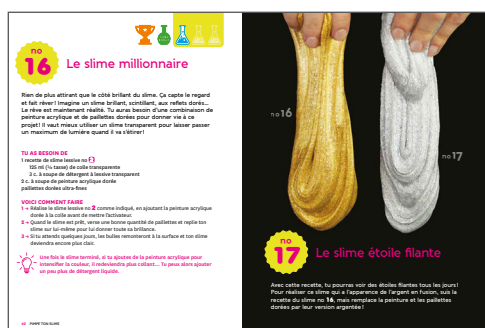 no
16
Le slime millionnaire
Rien de plus attirant que le côté brillant du slime. Ça capte le regard
et fait rêver! Imagine un slime brillant, scintillant, aux reflets dorés...
Le rêve est maintenant réalité. Tu auras besoin d'une combinaison de
peinture acrylique et de paillettes dorées pour donner vie à ce
projet! Il vaut mieux utiliser un slime transparent pour laisser passer
un maximum de lumière quand il va s'étirer!
TU AS BESOIN DE
1 recette de slime lessive no 2
125 ml (½ tasse) de colle transparente
3 c. à soupe de détergent à lessive transparent
2 c. à soupe de peinture acrylique dorée
paillettes dorées ultra-fines
VOICI COMMENT FAIRE
1 → Réalise le slime lessive no 2 comme indiqué, en ajoutant la peinture acrylique
dorée à la colle avant de mettre l'activateur.
2 → Quand le slime est prêt, verse une bonne quantité de paillettes et replie ton
slime sur lui-même pour lui donner toute sa brillance.
3 → Si tu attends quelques jours, les bulles remonteront à la surface et ton slime
deviendra encore plus clair.
Une fois le slime terminé, si tu ajoutes de la peinture acrylique pour
intensifier la couleur, il redeviendra plus collant... Tu peux alors ajouter
un peu plus de détergent liquide.
PIMPE TON SLIME
no16
no17
no
17
Le slime étoile filante
Avec cette recette, tu pourras voir des étoiles filantes tous les jours!
Pour réaliser ce slime qui a l'apparence de l'argent en fusion, suis la
recette du slime no 16, mais remplace la peinture et les paillettes
dorées par leur version argentée!